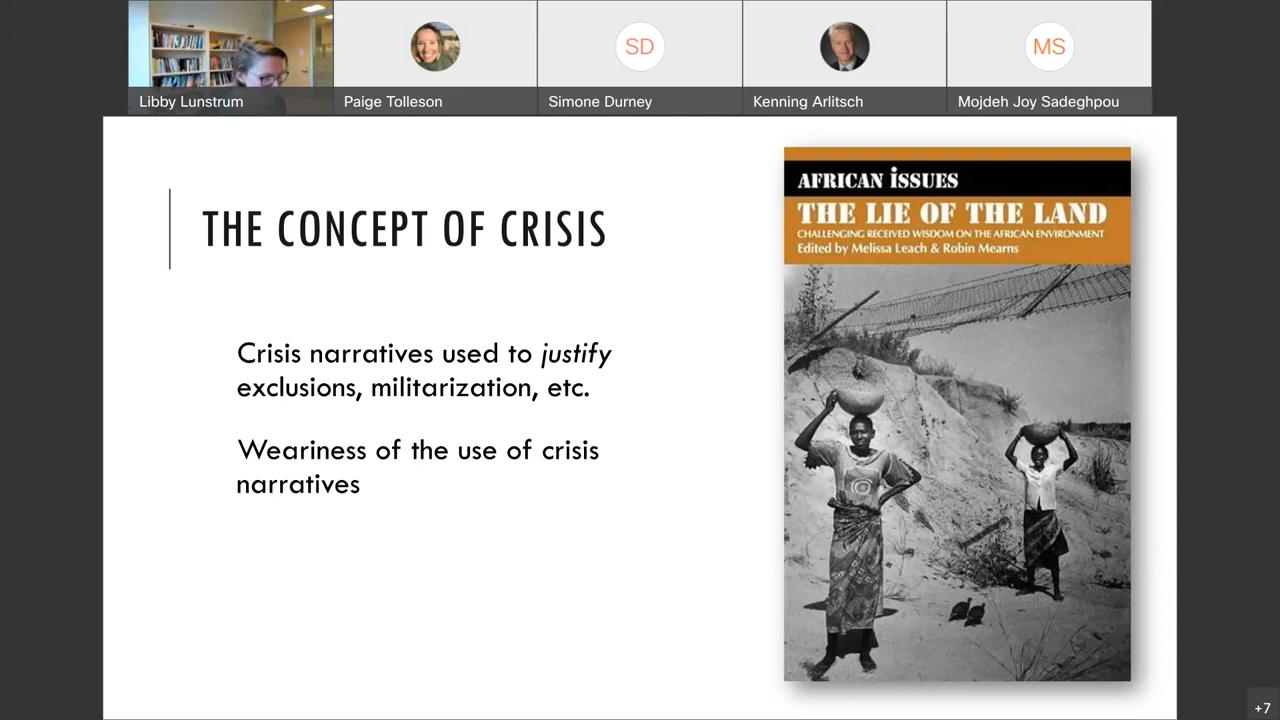 Libby Lunstrum
Paige Tolleson
SD
Simone Durney
Kenning Arlitsch
MS
Mojdeh Joy Sadeghpou
THE CONCEPT OF CRISIS
Crisis narratives used to justify
exclusions, militarization, etc.
Weariness of the use of crisis
narratives
AFRICAN iSSUES
THE LIE OF THE LAND
CHALLENGING RECEIVED WISDOM ON THE AFRICAN ENVIRONMENT
Edited by Melissa Leach & Robin Mearns
+7